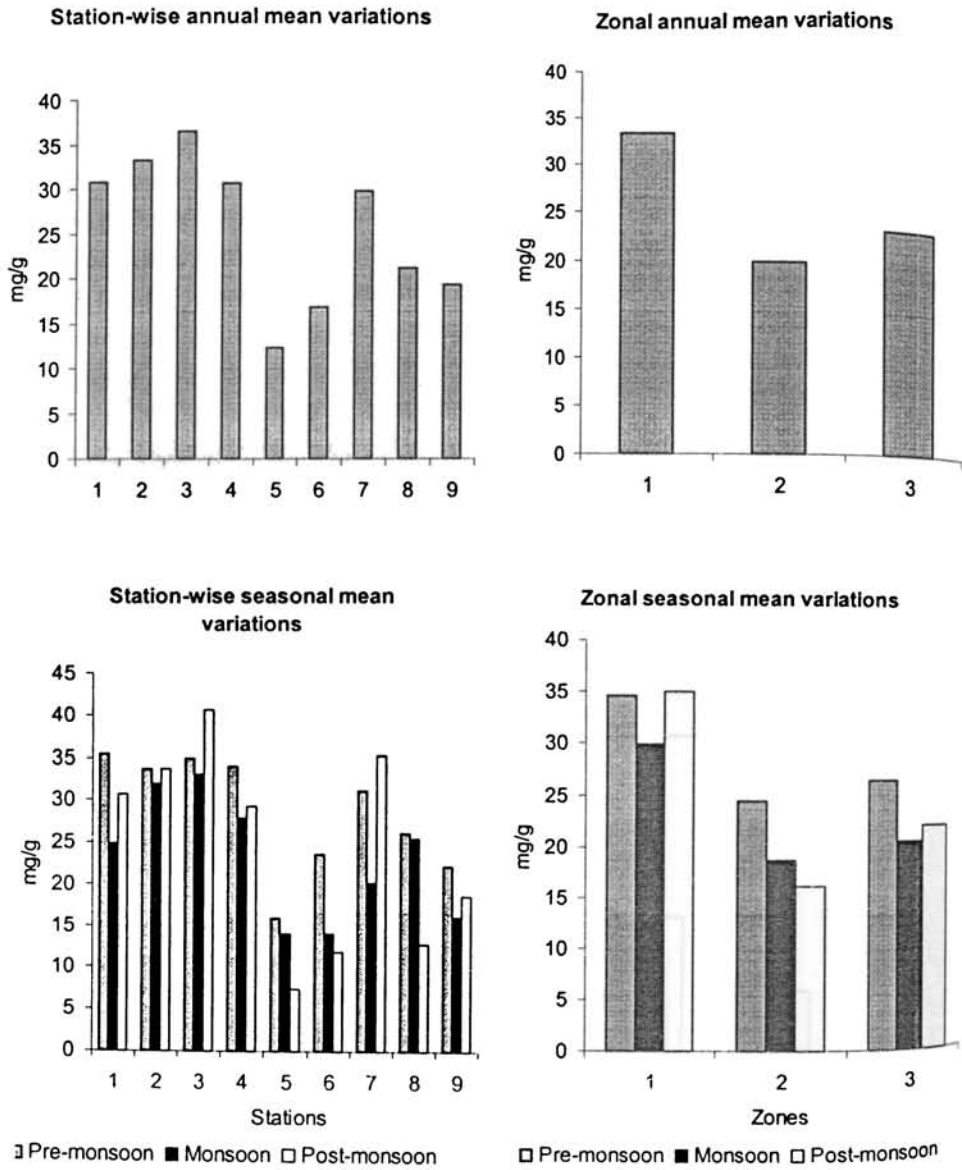 Station-wise annual mean variations
40
35
30
25
20
15
10
5
0
mg/g
1 2 3 4 5 6 7 8 9
Zonal annual mean variations
40
35
30
25
20
15
10
5
0
mg/g
1 2 3
Station-wise seasonal mean
variations
45
40
35
30
25
20
15
10
5
0
mg/g
1 2 3 4 5 6 7 8 9
Stations
Pre-monsoon Monsoon Post-monsoon
Zonal seasonal mean variations
40
35
30
25
20
15
10
5
0
mg/g
1 2 3
Zones
Pre-monsoon Monsoon Post-monsoon